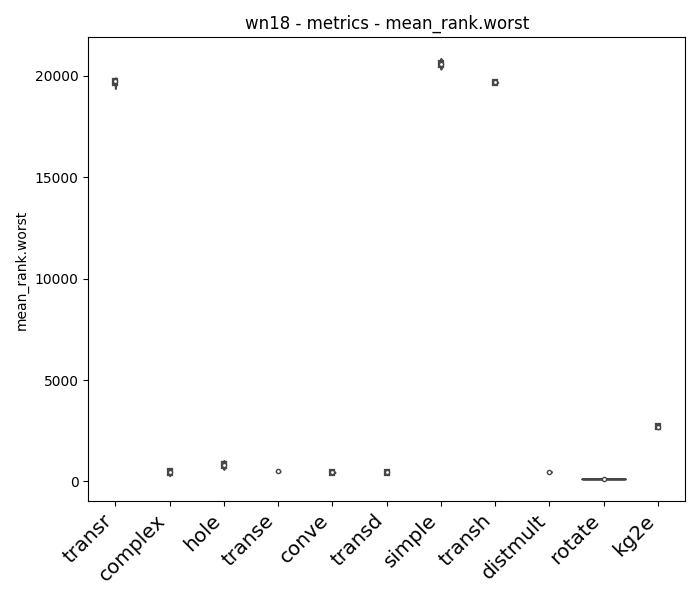 wn18 - metrics - mean_rank.worst
mean_rank.worst
20000
15000
10000
5000
0
transr
complex
hole
transe
conve
transd
simple
transh
distmult
rotate
kg2e